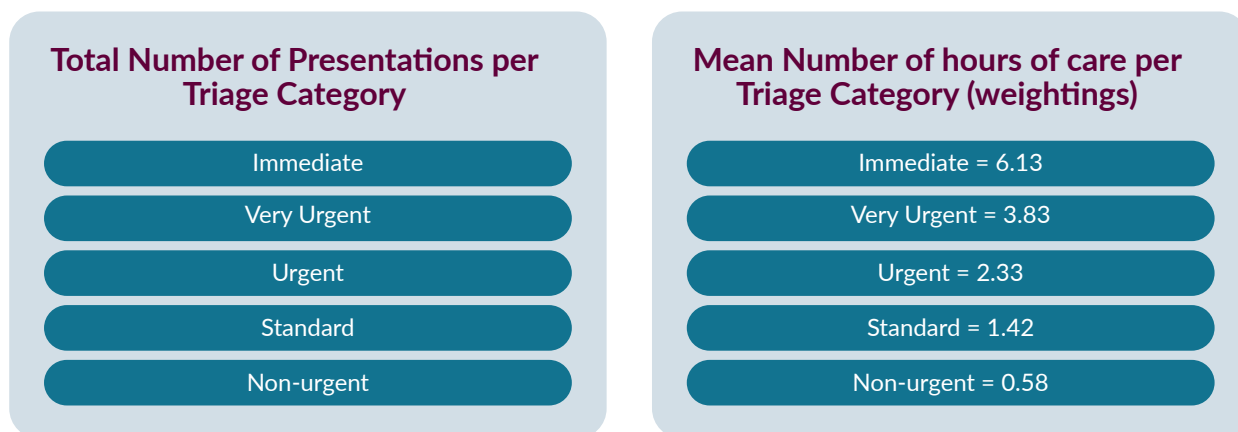 Total Number of Presentations per
Triage Category
Immediate
Very Urgent
Urgent
Standard
Non-urgent
Mean Number of hours of care per
Triage Category (weightings)
Immediate = 6.13
Very Urgent = 3.83
Urgent = 2.33
Standard = 1.42
Non-urgent = 0.58